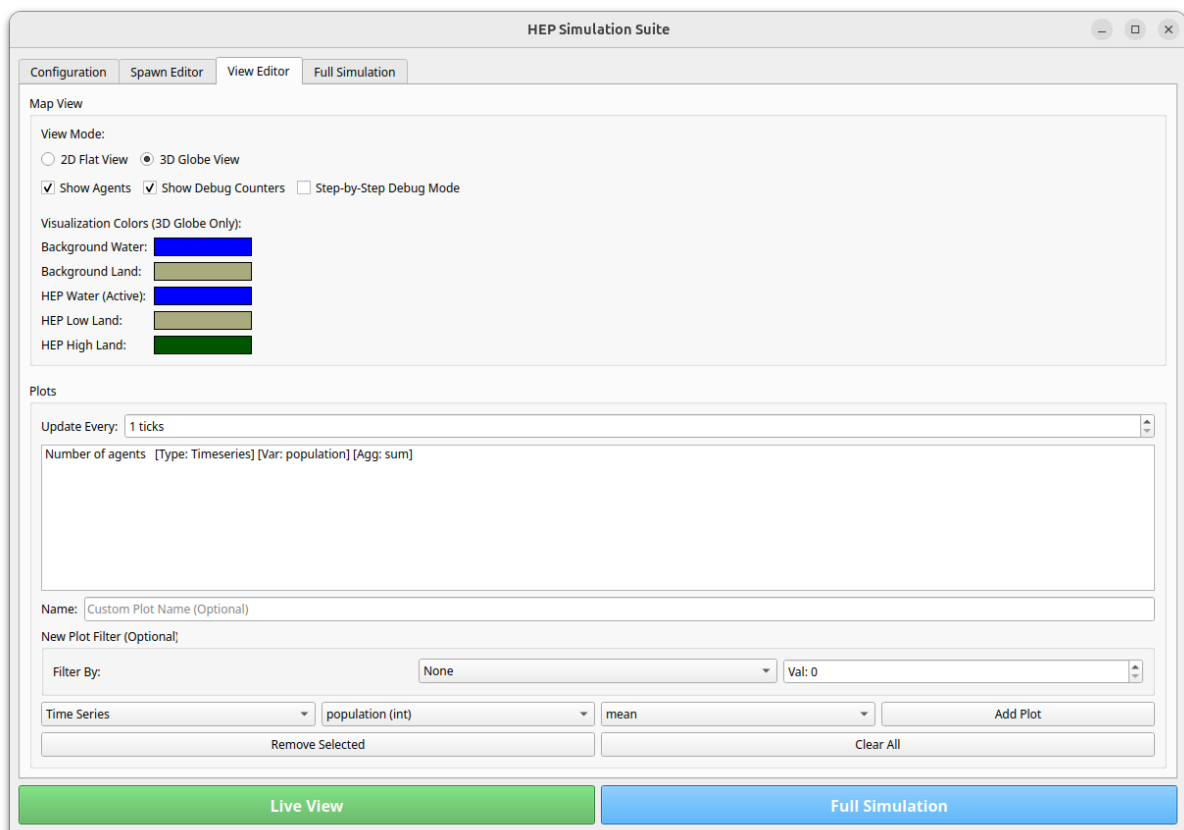 HEP Simulation Suite
Configuration Spawn Editor View Editor Full Simulation
Map View
View Mode:
2D Flat View 3D Globe View
Show Agents Show Debug Counters Step-by-Step Debug Mode
Visualization Colors (3D Globe Only):
Background Water:
Background Land:
HEP Water (Active):
HEP Low Land:
HEP High Land:
Plots
Update Every: 1 ticks
Number of agents [Type: Timeseries] [Var: population] [Agg: sum]
Name: Custom Plot Name (Optional)
New Plot Filter (Optional)
Filter By: None Val: 0
Time Series population (int) mean Add Plot
Remove Selected Clear All
Live View Full Simulation